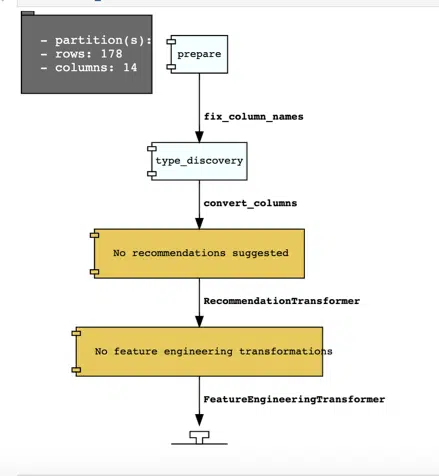 - partition(s):
- rows: 178
- columns: 14
prepare
fix_column_names
type_discovery
convert_columns
No recommendations suggested
RecommendationTransformer
No feature engineering transformations
FeatureEngineeringTransformer